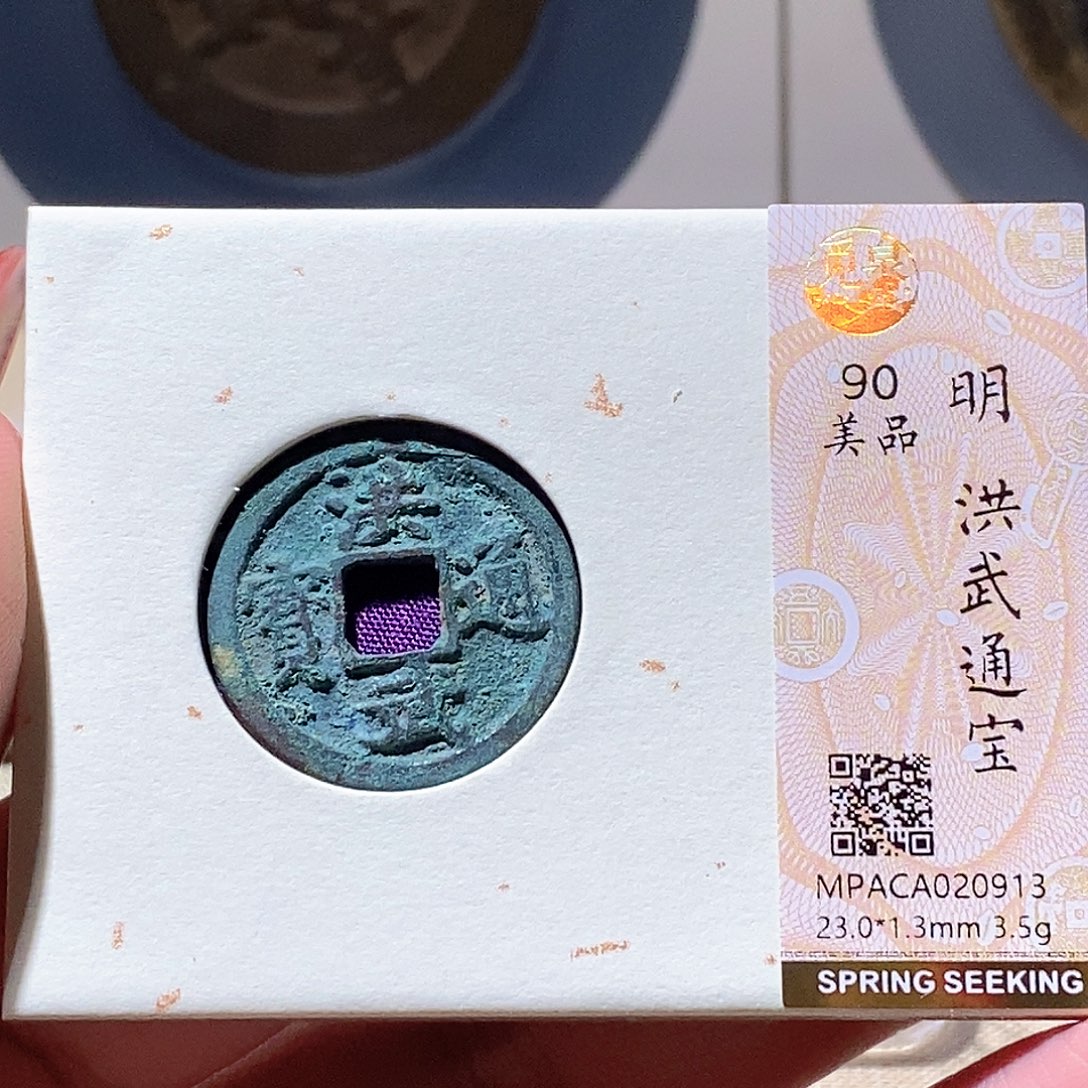 洪武通寶
90
美品
明 洪武通宝
MPACA020913
23.0*1.3mm 3.5g
SPRING SEEKING